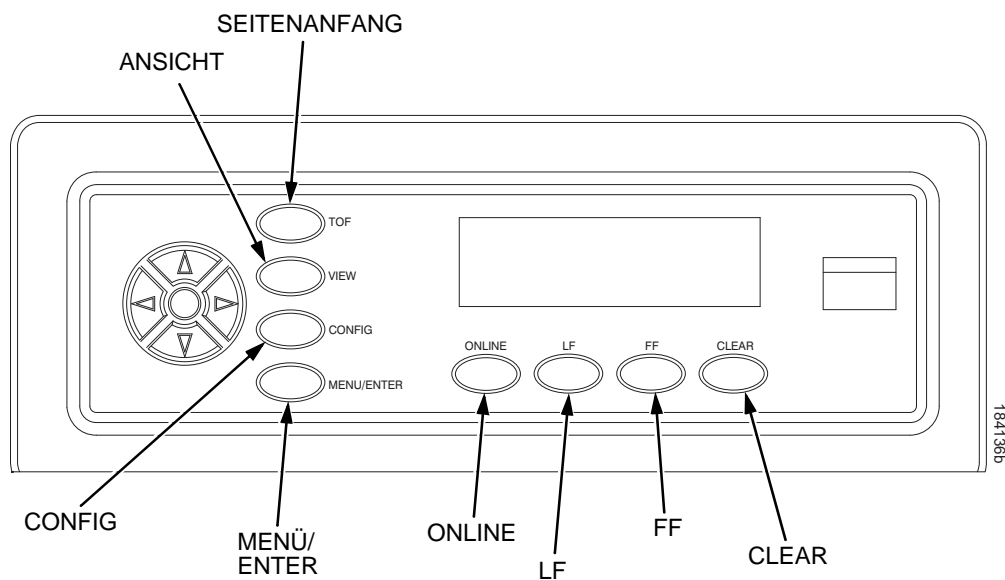 SEITENANFANG
ANSICHT
TOF
VIEW
CONFIG
MENU/ENTER
ONLINE
LF
FF
CLEAR
184136b
CONFIG
MENÜ/
ENTER
ONLINE
LF
FF
CLEAR